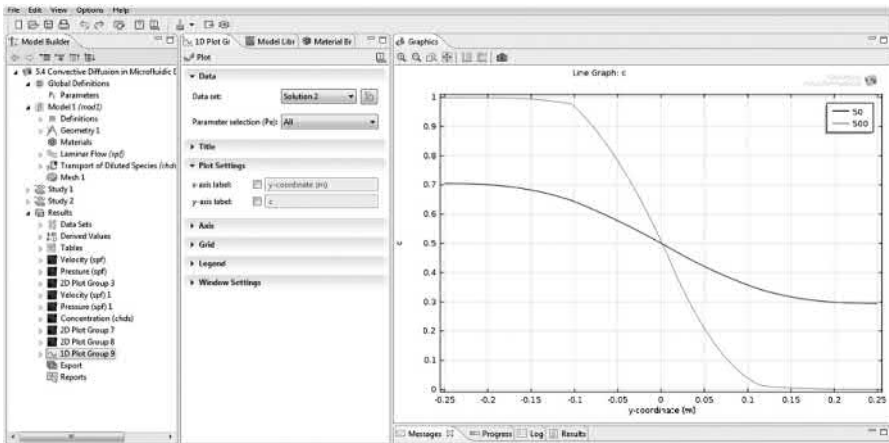 File Edit View Options Help
Model Builder
5.4 Convective Diffusion in Microfluidic D
Global Definitions
Parameters
Model 1 (mod1)
Definitions
Geometry 1
Materials
Laminar Flow (spf)
Transport of Diluted Species (chds
Mesh 1
Study 1
Study 2
Results
Data Sets
Derived Values
Tables
Velocity (spf)
Pressure (spf)
2D Plot Group 3
Velocity (spf) 1
Pressure (spf) 1
Concentration (chds)
2D Plot Group 7
2D Plot Group 8
1D Plot Group 9
Export
Reports
1D Plot Gr
Model Libr
Material Br
Plot
Data
Data set: Solution 2
Parameter selection (Pe): All
Title
Plot Settings
x-axis label: y-coordinate (m)
y-axis label: c
Axis
Grid
Legend
Window Settings
Graphics
Line Graph: c
50
500
1
0.9
0.8
0.7
0.6
0.5
0.4
0.3
0.2
0.1
0
c
-0.25 -0.2 -0.15 -0.1 -0.05 0 0.05 0.1 0.15 0.2 0.25
y-coordinate (m)
Messages Progress Log Results